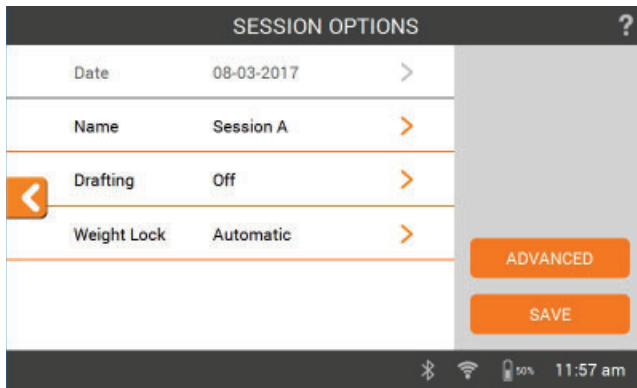 SESSION OPTIONS ?
Date 08-03-2017
Name Session A
Drafting Off
Weight Lock Automatic
ADVANCED
SAVE
50% 11:57 am